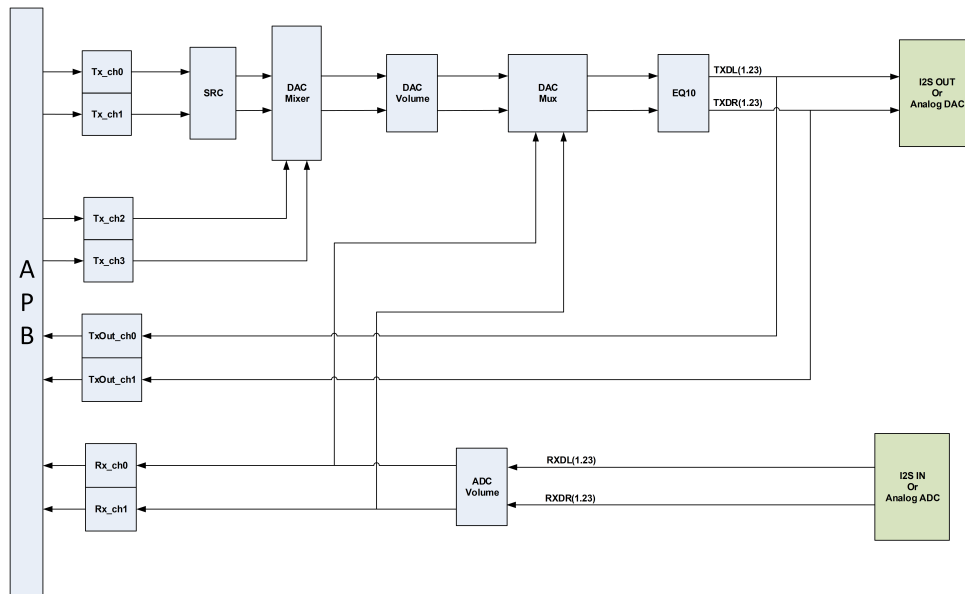 A
P
B
Tx_ch0
Tx_ch1
SRC
DAC
Mixer
DAC
Volume
DAC
Mux
EQ10
TXDL(1.23)
TXDR(1.23)
I2S OUT
Or
Analog DAC
Tx_ch2
Tx_ch3
TxOut_ch0
TxOut_ch1
Rx_ch0
Rx_ch1
ADC
Volume
RXDL(1.23)
RXDR(1.23)
I2S IN
Or
Analog ADC